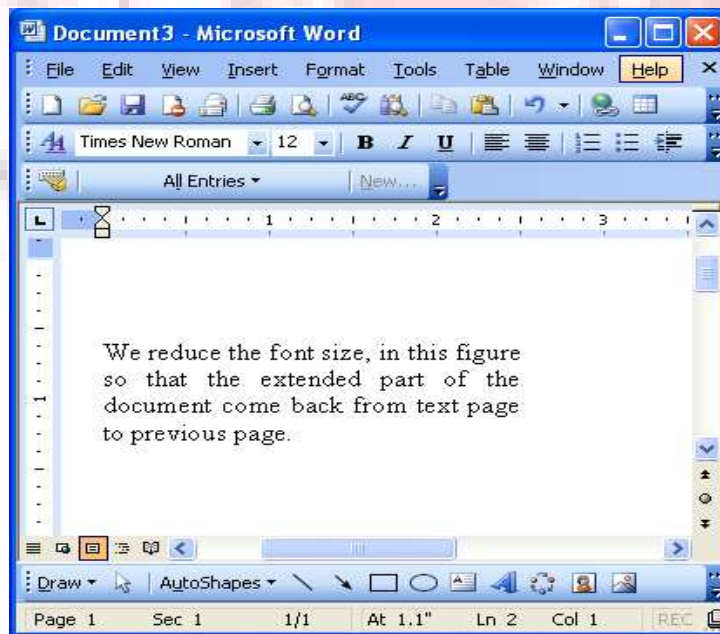 Document3 - Microsoft Word
File Edit View Insert Format Tools Table Window Help
ABC
Times New Roman 12 B I U
All Entries New...
L 1 2 3
We reduce the font size, in this figure
so that the extended part of the
document come back from text page
to previous page.
1
Draw AutoShapes
Page 1 Sec 1 1/1 At 1.1" Ln 2 Col 1 REC